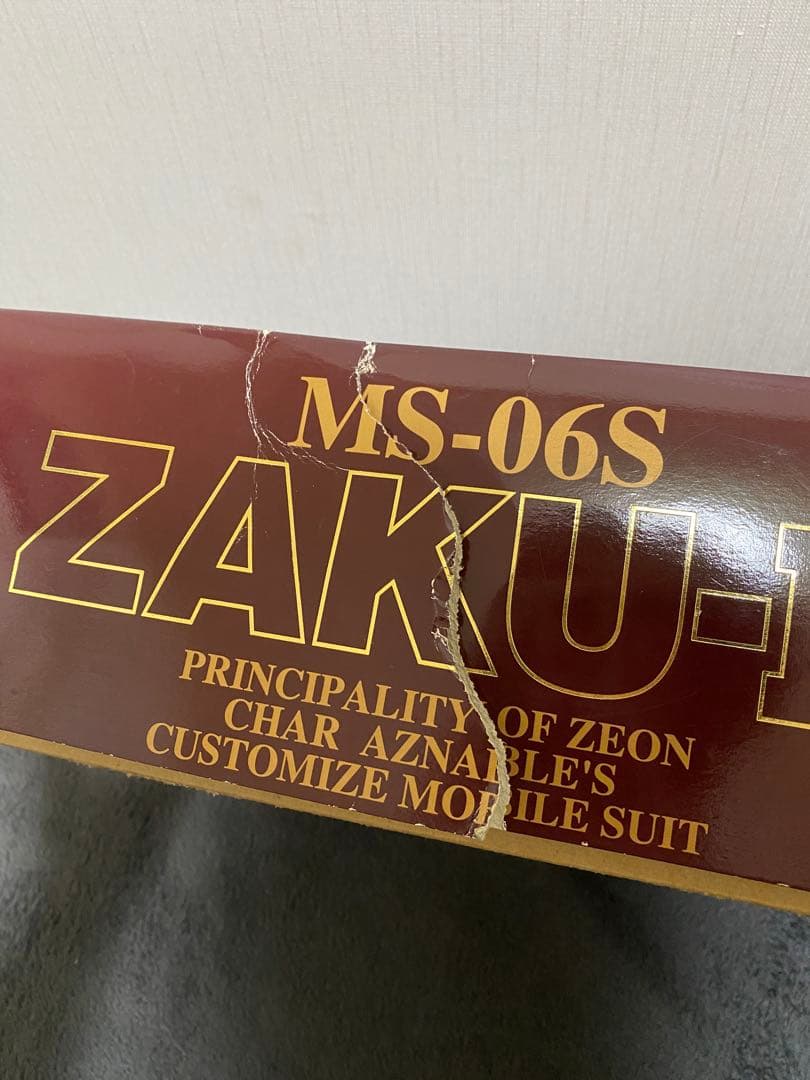 MS-06S
ZAKU-I
PRINCIPALITY OF ZEON
CHAR AZNABLE'S
CUSTOMIZE MOBILE SUIT